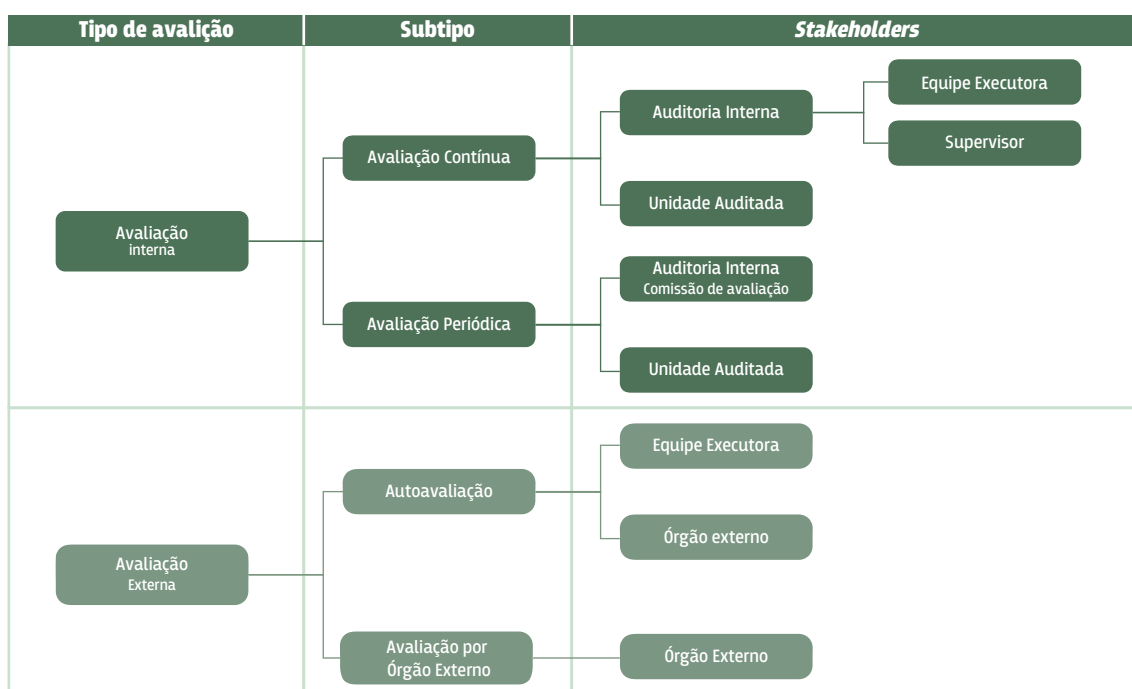 Tipo de avalição
Subtipo
Stakeholders
Avaliação
interna
Avaliação Contínua
Auditoria Interna
Equipe Executora
Supervisor
Unidade Auditada
Avaliação Periódica
Auditoria Interna
Comissão de avaliação
Unidade Auditada
Avaliação
Externa
Autoavaliação
Equipe Executora
Órgão externo
Avaliação por
Órgão Externo
Órgão Externo